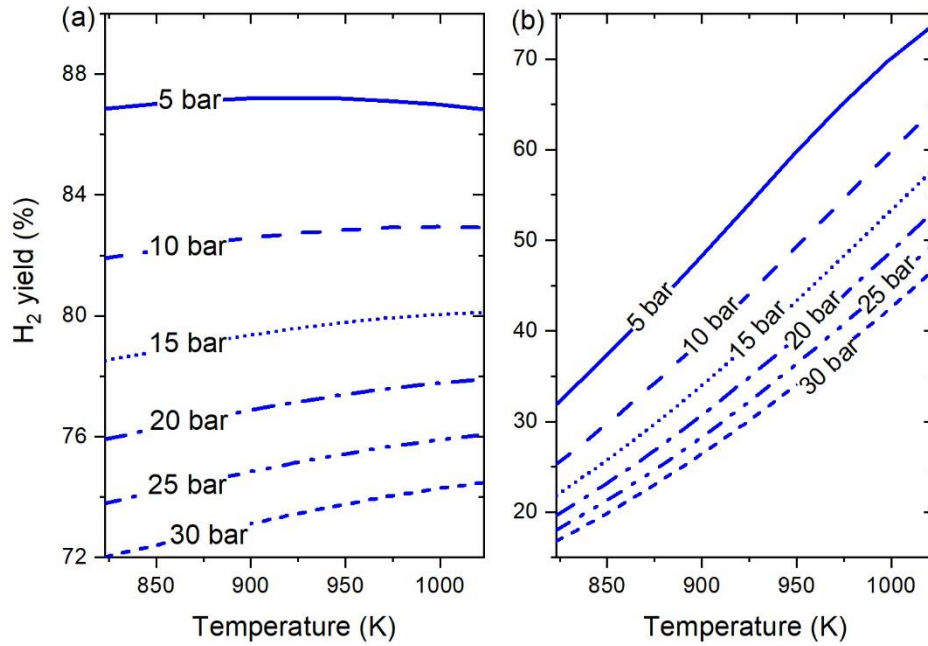 (a)
88
84
80
76
72
H₂ yield (%)
5 bar
10 bar
15 bar
20 bar
25 bar
30 bar
850 900 950 1000
Temperature (K)
(b)
70
60
50
40
30
20
5 bar
10 bar
15 bar
20 bar
25 bar
30 bar
850 900 950 1000
Temperature (K)